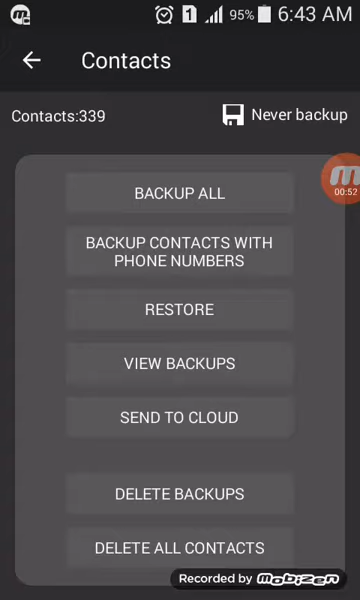 1 95% 6:43 AM
Contacts
Contacts:339 Never backup
BACKUP ALL
00:52
BACKUP CONTACTS WITH
PHONE NUMBERS
RESTORE
VIEW BACKUPS
SEND TO CLOUD
DELETE BACKUPS
DELETE ALL CONTACTS
Recorded by mobizen